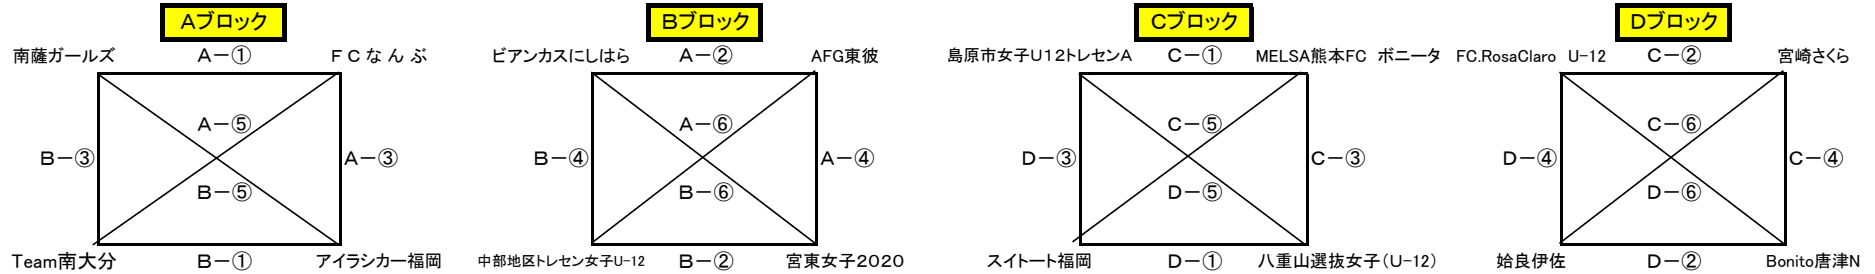 Aブロック Bブロック Cブロック Dブロック
南薩ガールズ A－① ＦＣなんぶ ビアンカスにしはら A－② AFG東彼 島原市女子U12トレセンA C－① MELSA熊本FC ボニータ FC.RosaClaro U-12 C－② 宮崎さくら
A－⑤ A－⑥ C－⑤ C－⑥
B－③ A－③ B－④ A－④ D－③ C－③ D－④ C－④
B－⑤ B－⑥ D－⑤ D－⑥
Team南大分 B－① アイラシカー福岡 中部地区トレセン女子U-12 B－② 宮東女子2020 スイトート福岡 D－① 八重山選抜女子（U-12） 姶良伊佐 D－② Bonito唐津N